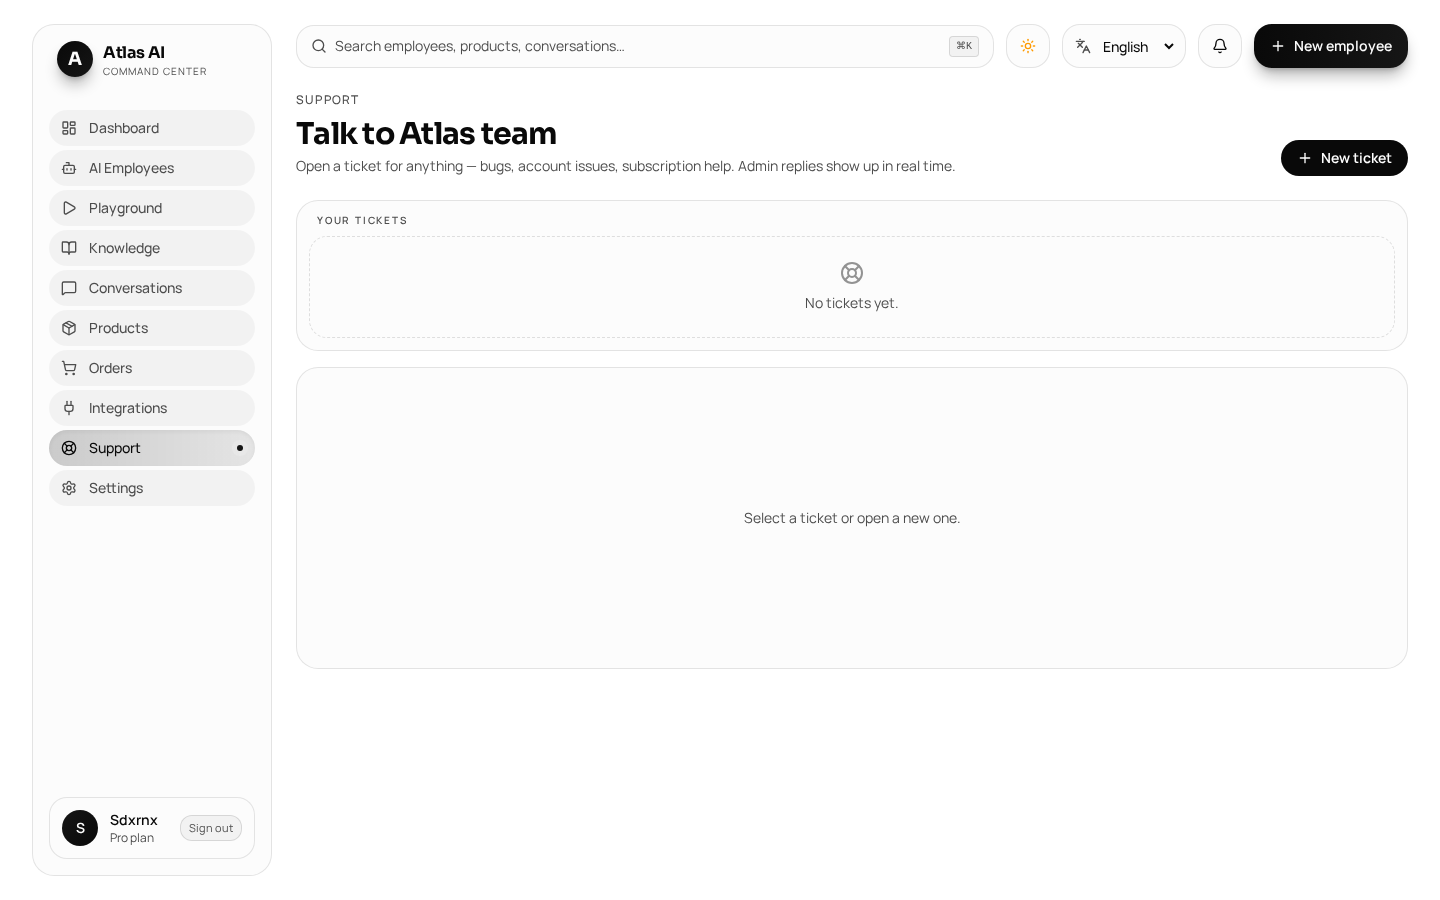 A
Atlas AI
COMMAND CENTER
Dashboard
AI Employees
Playground
Knowledge
Conversations
Products
Orders
Integrations
Support
Settings
S
Sdxrnx
Pro plan
Sign out
Search employees, products, conversations...
⌘K
English
New employee
SUPPORT
Talk to Atlas team
Open a ticket for anything — bugs, account issues, subscription help. Admin replies show up in real time.
New ticket
YOUR TICKETS
No tickets yet.
Select a ticket or open a new one.